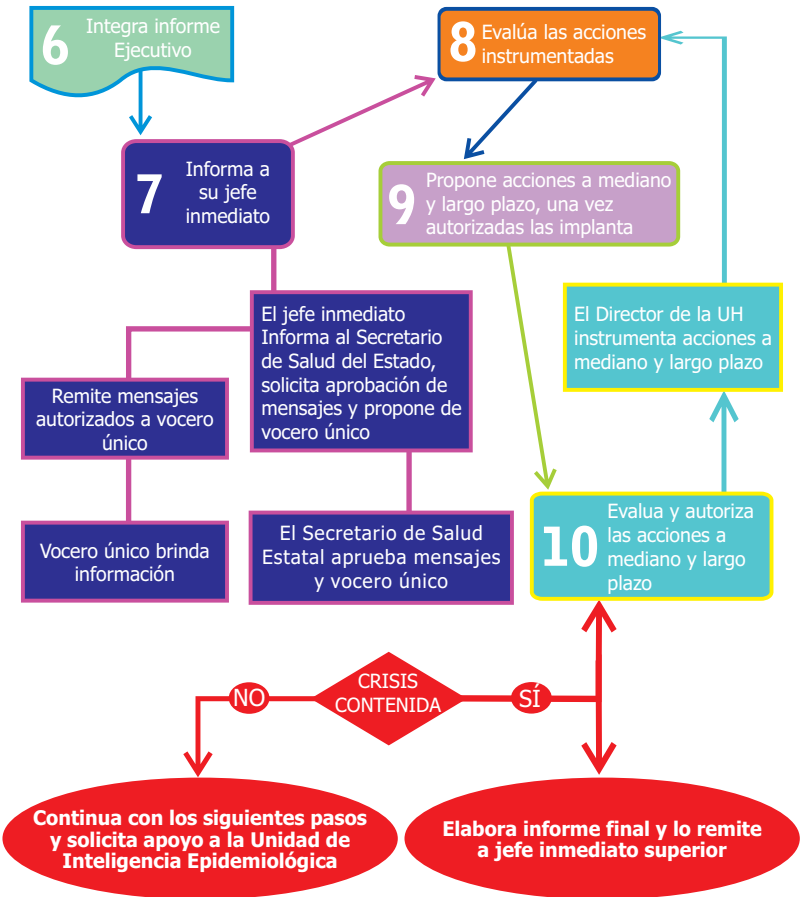 6
Integra informe
Ejecutivo
8
Evalúa las acciones
instrumentadas
7
Informa a
su jefe
inmediato
9
Propone acciones a mediano
y largo plazo, una vez
autorizadas las implanta
El jefe inmediato
Informa al Secretario
de Salud del Estado,
solicita aprobación de
mensajes y propone de
vocero único
El Director de la UH
instrumenta acciones a
mediano y largo plazo
Remite mensajes
autorizados a vocero
único
Vocero único brinda
información
El Secretario de Salud
Estatal aprueba mensajes
y vocero único
10
Evalua y autoriza
las acciones a
mediano y largo
plazo
CRISIS
CONTENIDA
NO
SÍ
Continua con los siguientes pasos
y solicita apoyo a la Unidad de
Inteligencia Epidemiológica
Elabora informe final y lo remite
a jefe inmediato superior